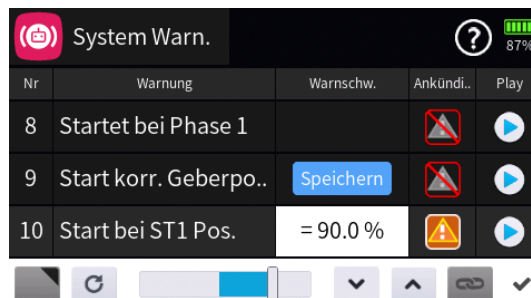 System Warn.
?
87%
Nr Warnung Warnschw. Ankündi.. Play
8 Startet bei Phase 1
9 Start korr. Geberpo.. Speichern
10 Start bei ST1 Pos. = 90.0 %